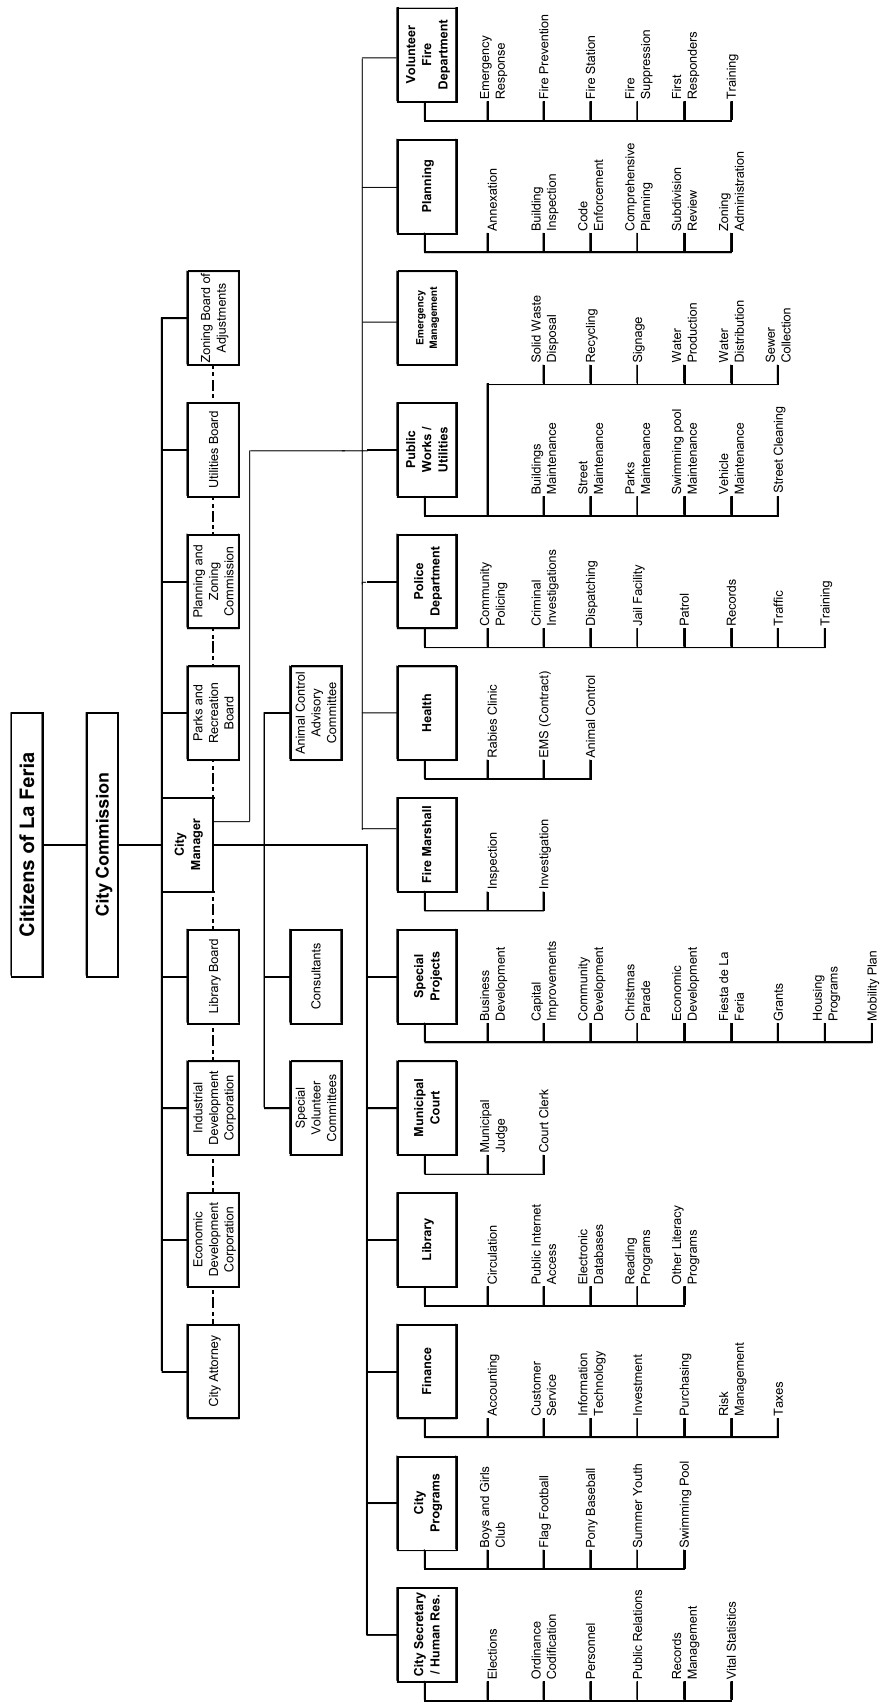 Citizens of La Feria
City Commission
City
Manager
City Attorney
Economic
Development
Corporation
Industrial
Development
Corporation
Library Board
Parks and
Recreation
Board
Planning and
Zoning
Commission
Utilities Board
Zoning Board of
Adjustments
Special
Volunteer
Committees
Consultants
Animal Control
Advisory
Committee
City Secretary
/ Human Res.
Elections
Ordinance
Codification
Personnel
Public Relations
Records
Management
Vital Statistics
City
Programs
Boys and Girls
Club
Flag Football
Pony Baseball
Summer Youth
Swimming Pool
Finance
Accounting
Customer
Service
Information
Technology
Investment
Purchasing
Risk
Management
Taxes
Library
Circulation
Public Internet
Access
Electronic
Databases
Reading
Programs
Other Literacy
Programs
Municipal
Court
Municipal
Judge
Court Clerk
Special
Projects
Business
Development
Capital
Improvements
Community
Development
Christmas
Parade
Economic
Development
Fiesta de La
Feria
Grants
Housing
Programs
Mobility Plan
Fire Marshall
Inspection
Investigation
Health
Rabies Clinic
EMS (Contract)
Animal Control
Police
Department
Community
Policing
Criminal
Investigations
Dispatching
Jail Facility
Patrol
Records
Traffic
Training
Public
Works /
Utilities
Buildings
Maintenance
Street
Maintenance
Parks
Maintenance
Swimming pool
Maintenance
Vehicle
Maintenance
Street Cleaning
Solid Waste
Disposal
Recycling
Signage
Water
Production
Water
Distribution
Sewer
Collection
Emergency
Management
Planning
Annexation
Building
Inspection
Code
Enforcement
Comprehensive
Planning
Subdivision
Review
Zoning
Administration
Volunteer
Fire
Department
Emergency
Response
Fire Prevention
Fire Station
Fire
Suppression
First
Responders
Training